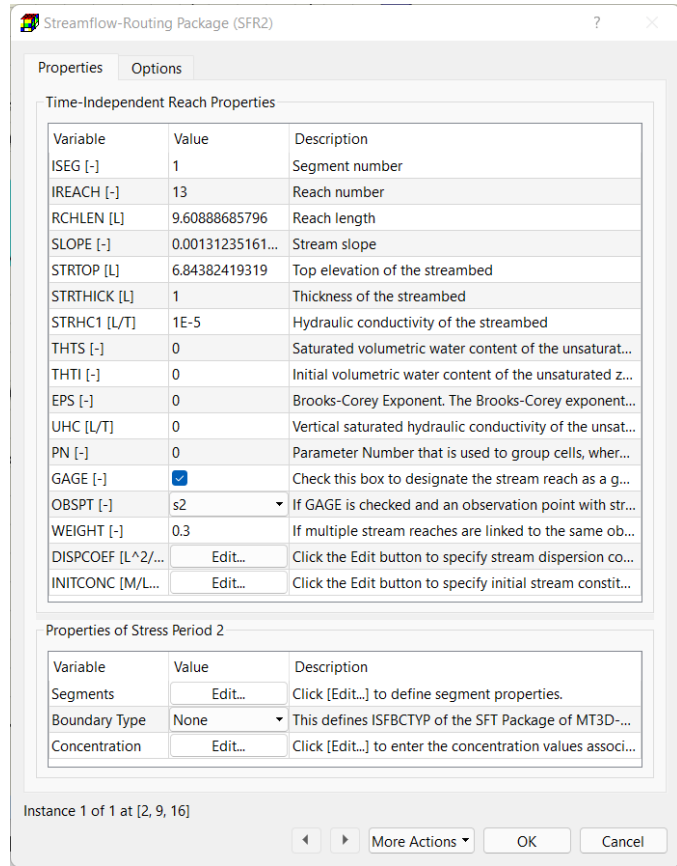 Streamflow-Routing Package (SFR2) ?
Properties Options
Time-Independent Reach Properties
Variable Value Description
ISEG [-] 1 Segment number
IREACH [-] 13 Reach number
RCHLEN [L] 9.60888685796 Reach length
SLOPE [-] 0.00131235161... Stream slope
STRTOP [L] 6.84382419319 Top elevation of the streambed
STRTHICK [L] 1 Thickness of the streambed
STRHC1 [L/T] 1E-5 Hydraulic conductivity of the streambed
THTS [-] 0 Saturated volumetric water content of the unsaturat...
THTI [-] 0 Initial volumetric water content of the unsaturated z...
EPS [-] 0 Brooks-Corey Exponent. The Brooks-Corey exponent...
UHC [L/T] 0 Vertical saturated hydraulic conductivity of the unsat...
PN [-] 0 Parameter Number that is used to group cells, wher...
GAGE [-] Check this box to designate the stream reach as a g...
OBSPT [-] s2 If GAGE is checked and an observation point with str...
WEIGHT [-] 0.3 If multiple stream reaches are linked to the same ob...
DISPCOEF [L^2/... Edit... Click the Edit button to specify stream dispersion co...
INITCONC [M/L... Edit... Click the Edit button to specify initial stream constit...
Properties of Stress Period 2
Variable Value Description
Segments Edit... Click [Edit...] to define segment properties.
Boundary Type None This defines ISFBCTYP of the SFT Package of MT3D-...
Concentration Edit... Click [Edit...] to enter the concentration values associ...
Instance 1 of 1 at [2, 9, 16]
More Actions OK Cancel